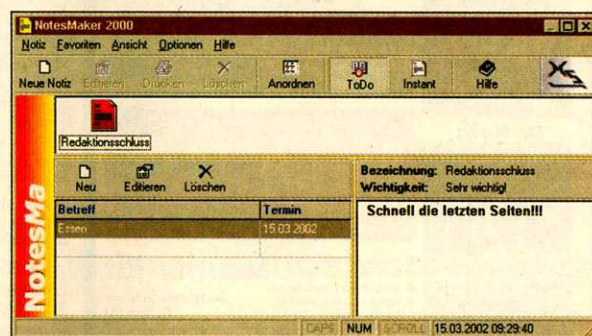 NotesMaker 2000
Notiz Favoriten Ansicht Optionen Hilfe
Neue Notiz Editieren Drucken Löschen Anordnen ToDo Instant Hilfe
Redaktionsschluss
NotesMa
Neu Editieren Löschen
Betreff Termin
Essen 15.03.2002
Bezeichnung: Redaktionsschluss
Wichtigkeit: Sehr wichtig!
Schnell die letzten Seiten!!!
CAPS NUM SCROLL 15.03.2002 09:29:40